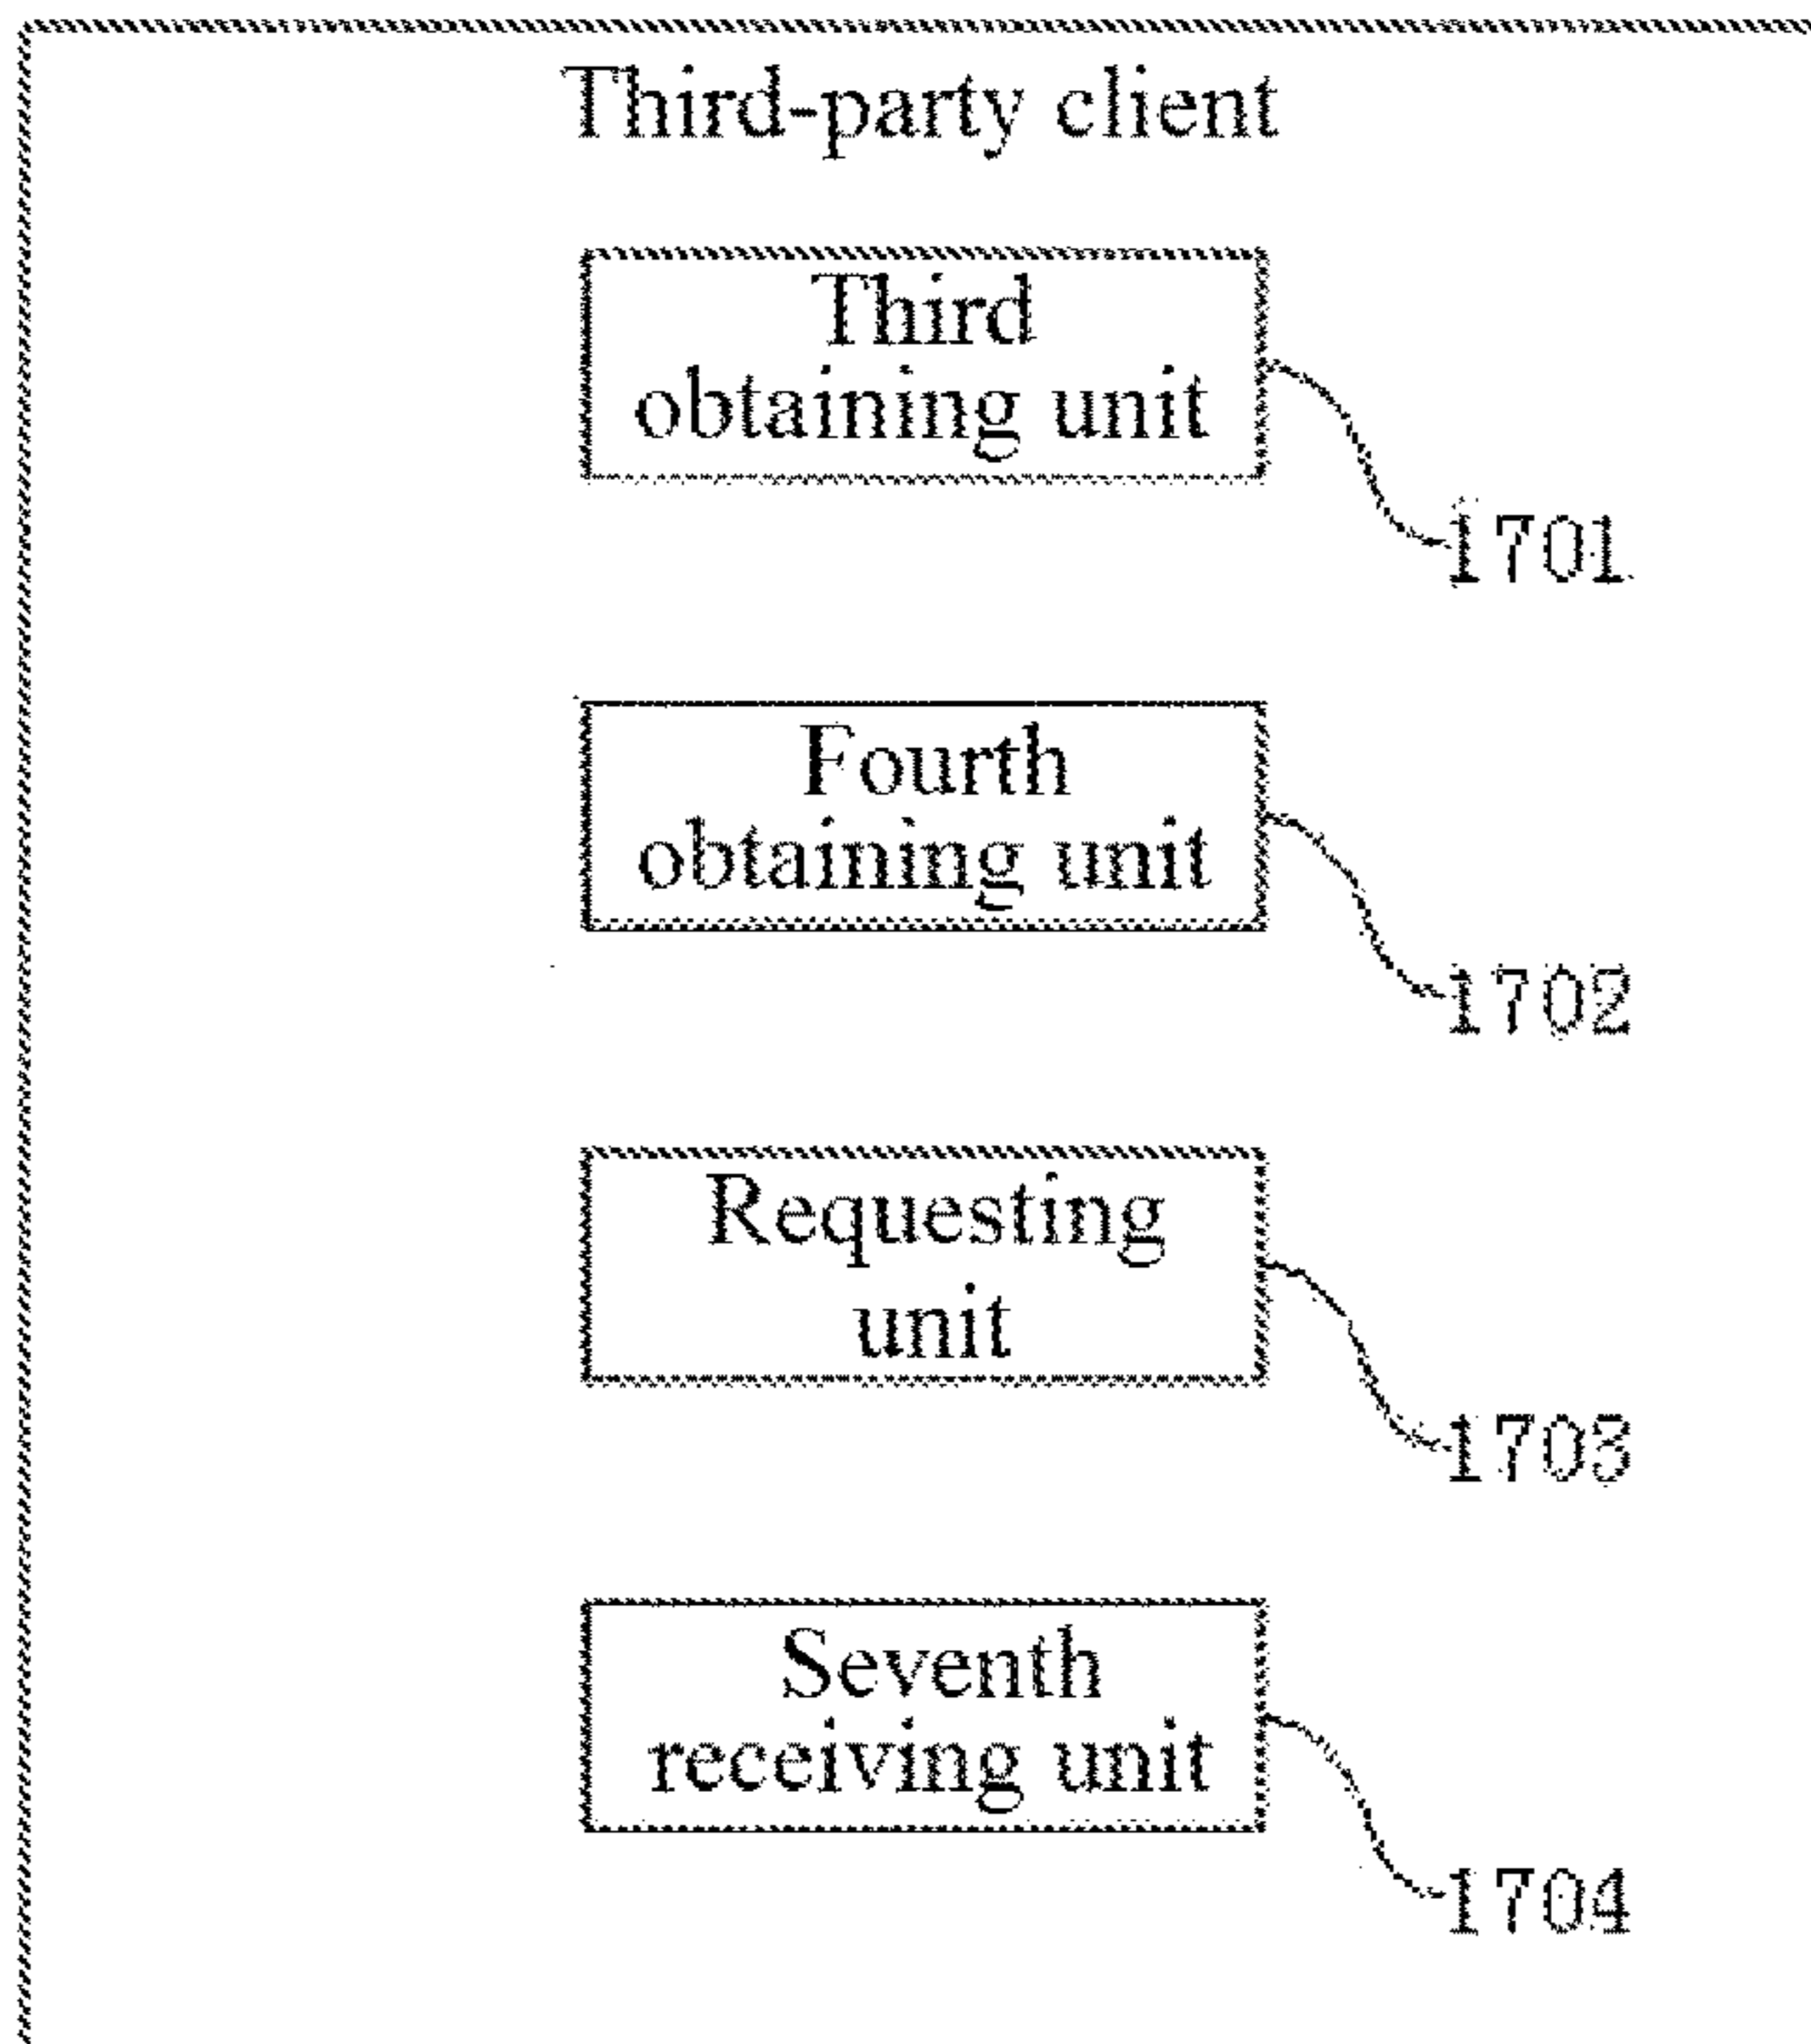 Third-party client
Third
obtaining unit
1701
Fourth
obtaining unit
1702
Requesting
unit
1703
Seventh
receiving unit
1704